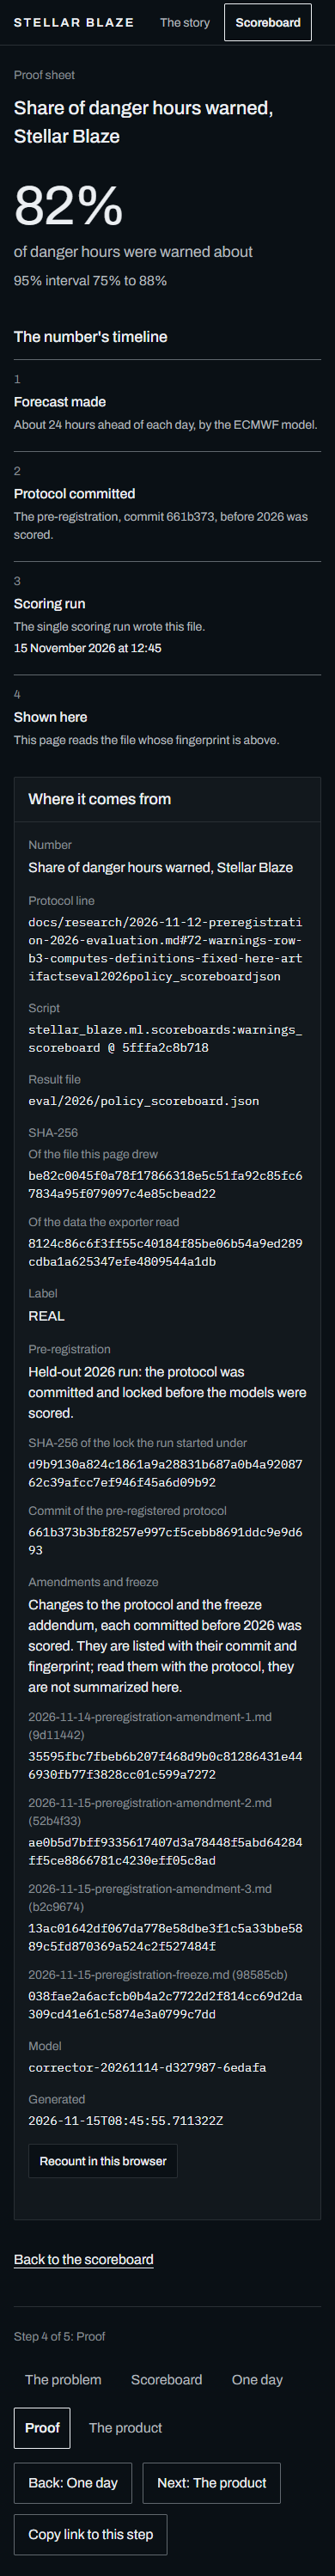 STELLAR BLAZE The story Scoreboard
Proof sheet
Share of danger hours warned,
Stellar Blaze
82%
of danger hours were warned about
95% interval 75% to 88%
The number's timeline
1
Forecast made
About 24 hours ahead of each day, by the ECMWF model.
2
Protocol committed
The pre-registration, commit 661b373, before 2026 was
scored.
3
Scoring run
The single scoring run wrote this file.
15 November 2026 at 12:45
4
Shown here
This page reads the file whose fingerprint is above.
Where it comes from
Number
Share of danger hours warned, Stellar Blaze
Protocol line
docs/research/2026-11-12-preregistrati
on-2026-evaluation.md#72-warnings-row-
b3-computes-definitions-fixed-here-art
ifactseval2026policy_scoreboardjson
Script
stellar_blaze.ml.scoreboards:warnings_
scoreboard @ 5fffa2c8b718
Result file
eval/2026/policy_scoreboard.json
SHA-256
Of the file this page drew
be82c0045f0a78f17866318e5c51fa92c85fc6
7834a95f079097c4e85cbead22
Of the data the exporter read
8124c86c6f3ff55c40184f85be06b54a9ed289
cdba1a625347efe4809544a1db
Label
REAL
Pre-registration
Held-out 2026 run: the protocol was
committed and locked before the models were
scored.
SHA-256 of the lock the run started under
d9b9130a824c1861a9a28831b687a0b4a92087
62c39afcc7ef946f45a6d09b92
Commit of the pre-registered protocol
661b373b3bf8257e997cf5cebb8691ddc9e9d6
93
Amendments and freeze
Changes to the protocol and the freeze
addendum, each committed before 2026 was
scored. They are listed with their commit and
fingerprint; read them with the protocol, they
are not summarized here.
2026-11-14-preregistration-amendment-1.md
(9d11442)
35595fbc7fbeb6b207f468d9b0c81286431e44
6930fb77f3828cc01c599a7272
2026-11-15-preregistration-amendment-2.md
(52b4f33)
ae0b5d7bff9335617407d3a78448f5abd64284
ff5ce8866781c4230eff05c8ad
2026-11-15-preregistration-amendment-3.md
(b2c9674)
13ac01642df067da778e58dbe3f1c5a33bbe58
89c5fd870369a524c2f527484f
2026-11-15-preregistration-freeze.md (98585cb)
038fae2a6acfcb0b4a2c7722d2f814cc69d2da
309cd41e61c5874e3a0799c7dd
Model
corrector-20261114-d327987-6edafa
Generated
2026-11-15T08:45:55.711322Z
Recount in this browser
Back to the scoreboard
Step 4 of 5: Proof
The problem Scoreboard One day
Proof The product
Back: One day Next: The product
Copy link to this step